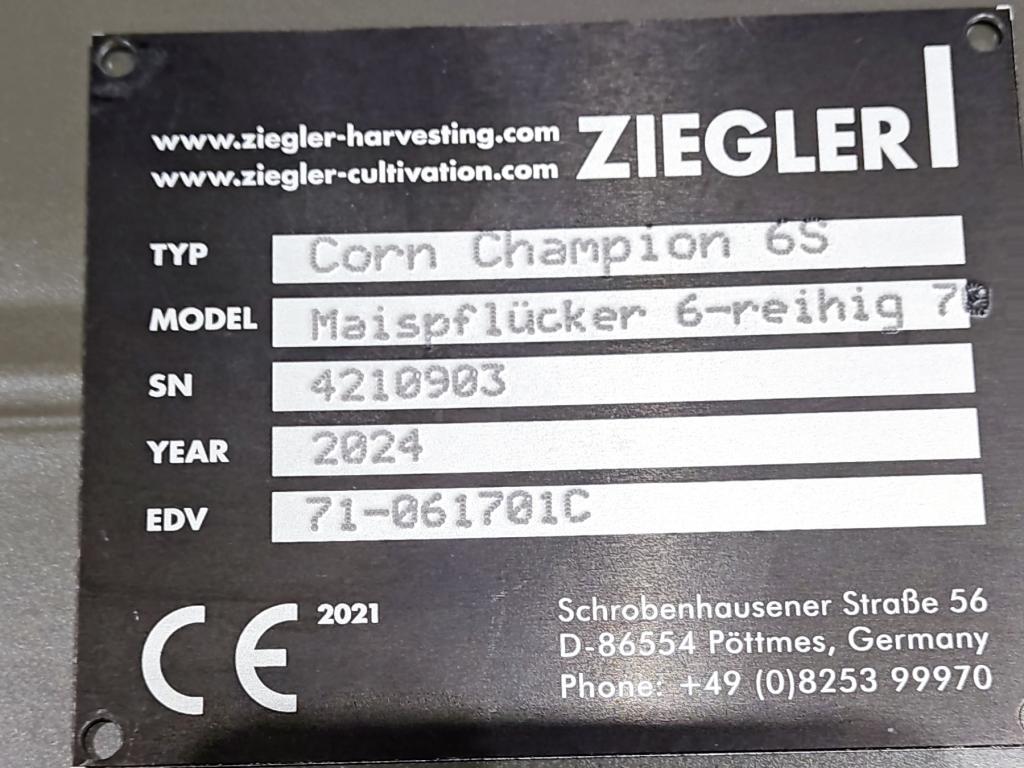 www.ziegler-harvesting.com
www.ziegler-cultivation.com
ZIEGLER
TYP Corn Champion 6S
MODEL Maispflücker 6-reihig 70
SN 4210903
YEAR 2024
EDV 71-061701C
CE 2021
Schrobenhausener Straße 56
D-86554 Pöttmes, Germany
Phone: +49 (0)8253 99970